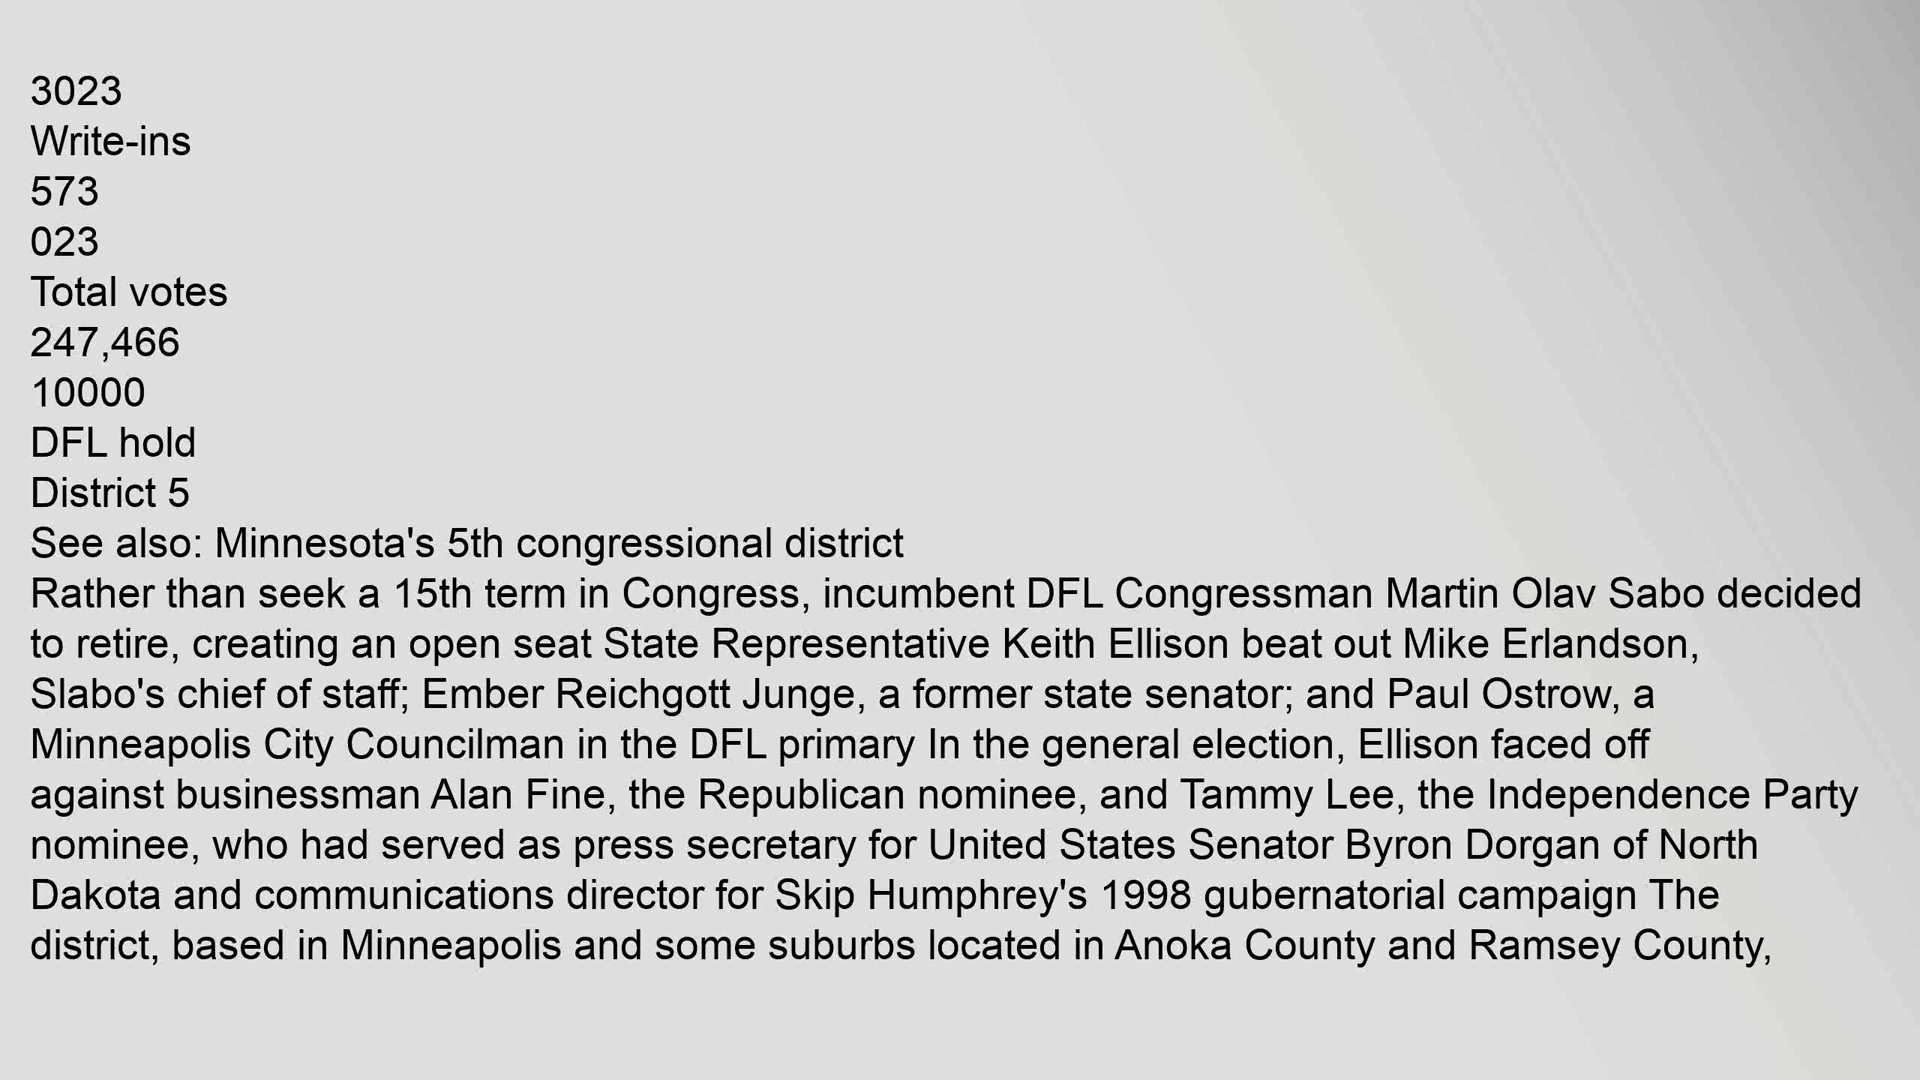 3023
Write-ins
573
023
Total votes
247,466
10000
DFL hold
District 5
See also: Minnesota's 5th congressional district
Rather than seek a 15th term in Congress, incumbent DFL Congressman Martin Olav Sabo decided
to retire, creating an open seat State Representative Keith Ellison beat out Mike Erlandson,
Slabo's chief of staff; Ember Reichgott Junge, a former state senator; and Paul Ostrow, a
Minneapolis City Councilman in the DFL primary In the general election, Ellison faced off
against businessman Alan Fine, the Republican nominee, and Tammy Lee, the Independence Party
nominee, who had served as press secretary for United States Senator Byron Dorgan of North
Dakota and communications director for Skip Humphrey's 1998 gubernatorial campaign The
district, based in Minneapolis and some suburbs located in Anoka County and Ramsey County,